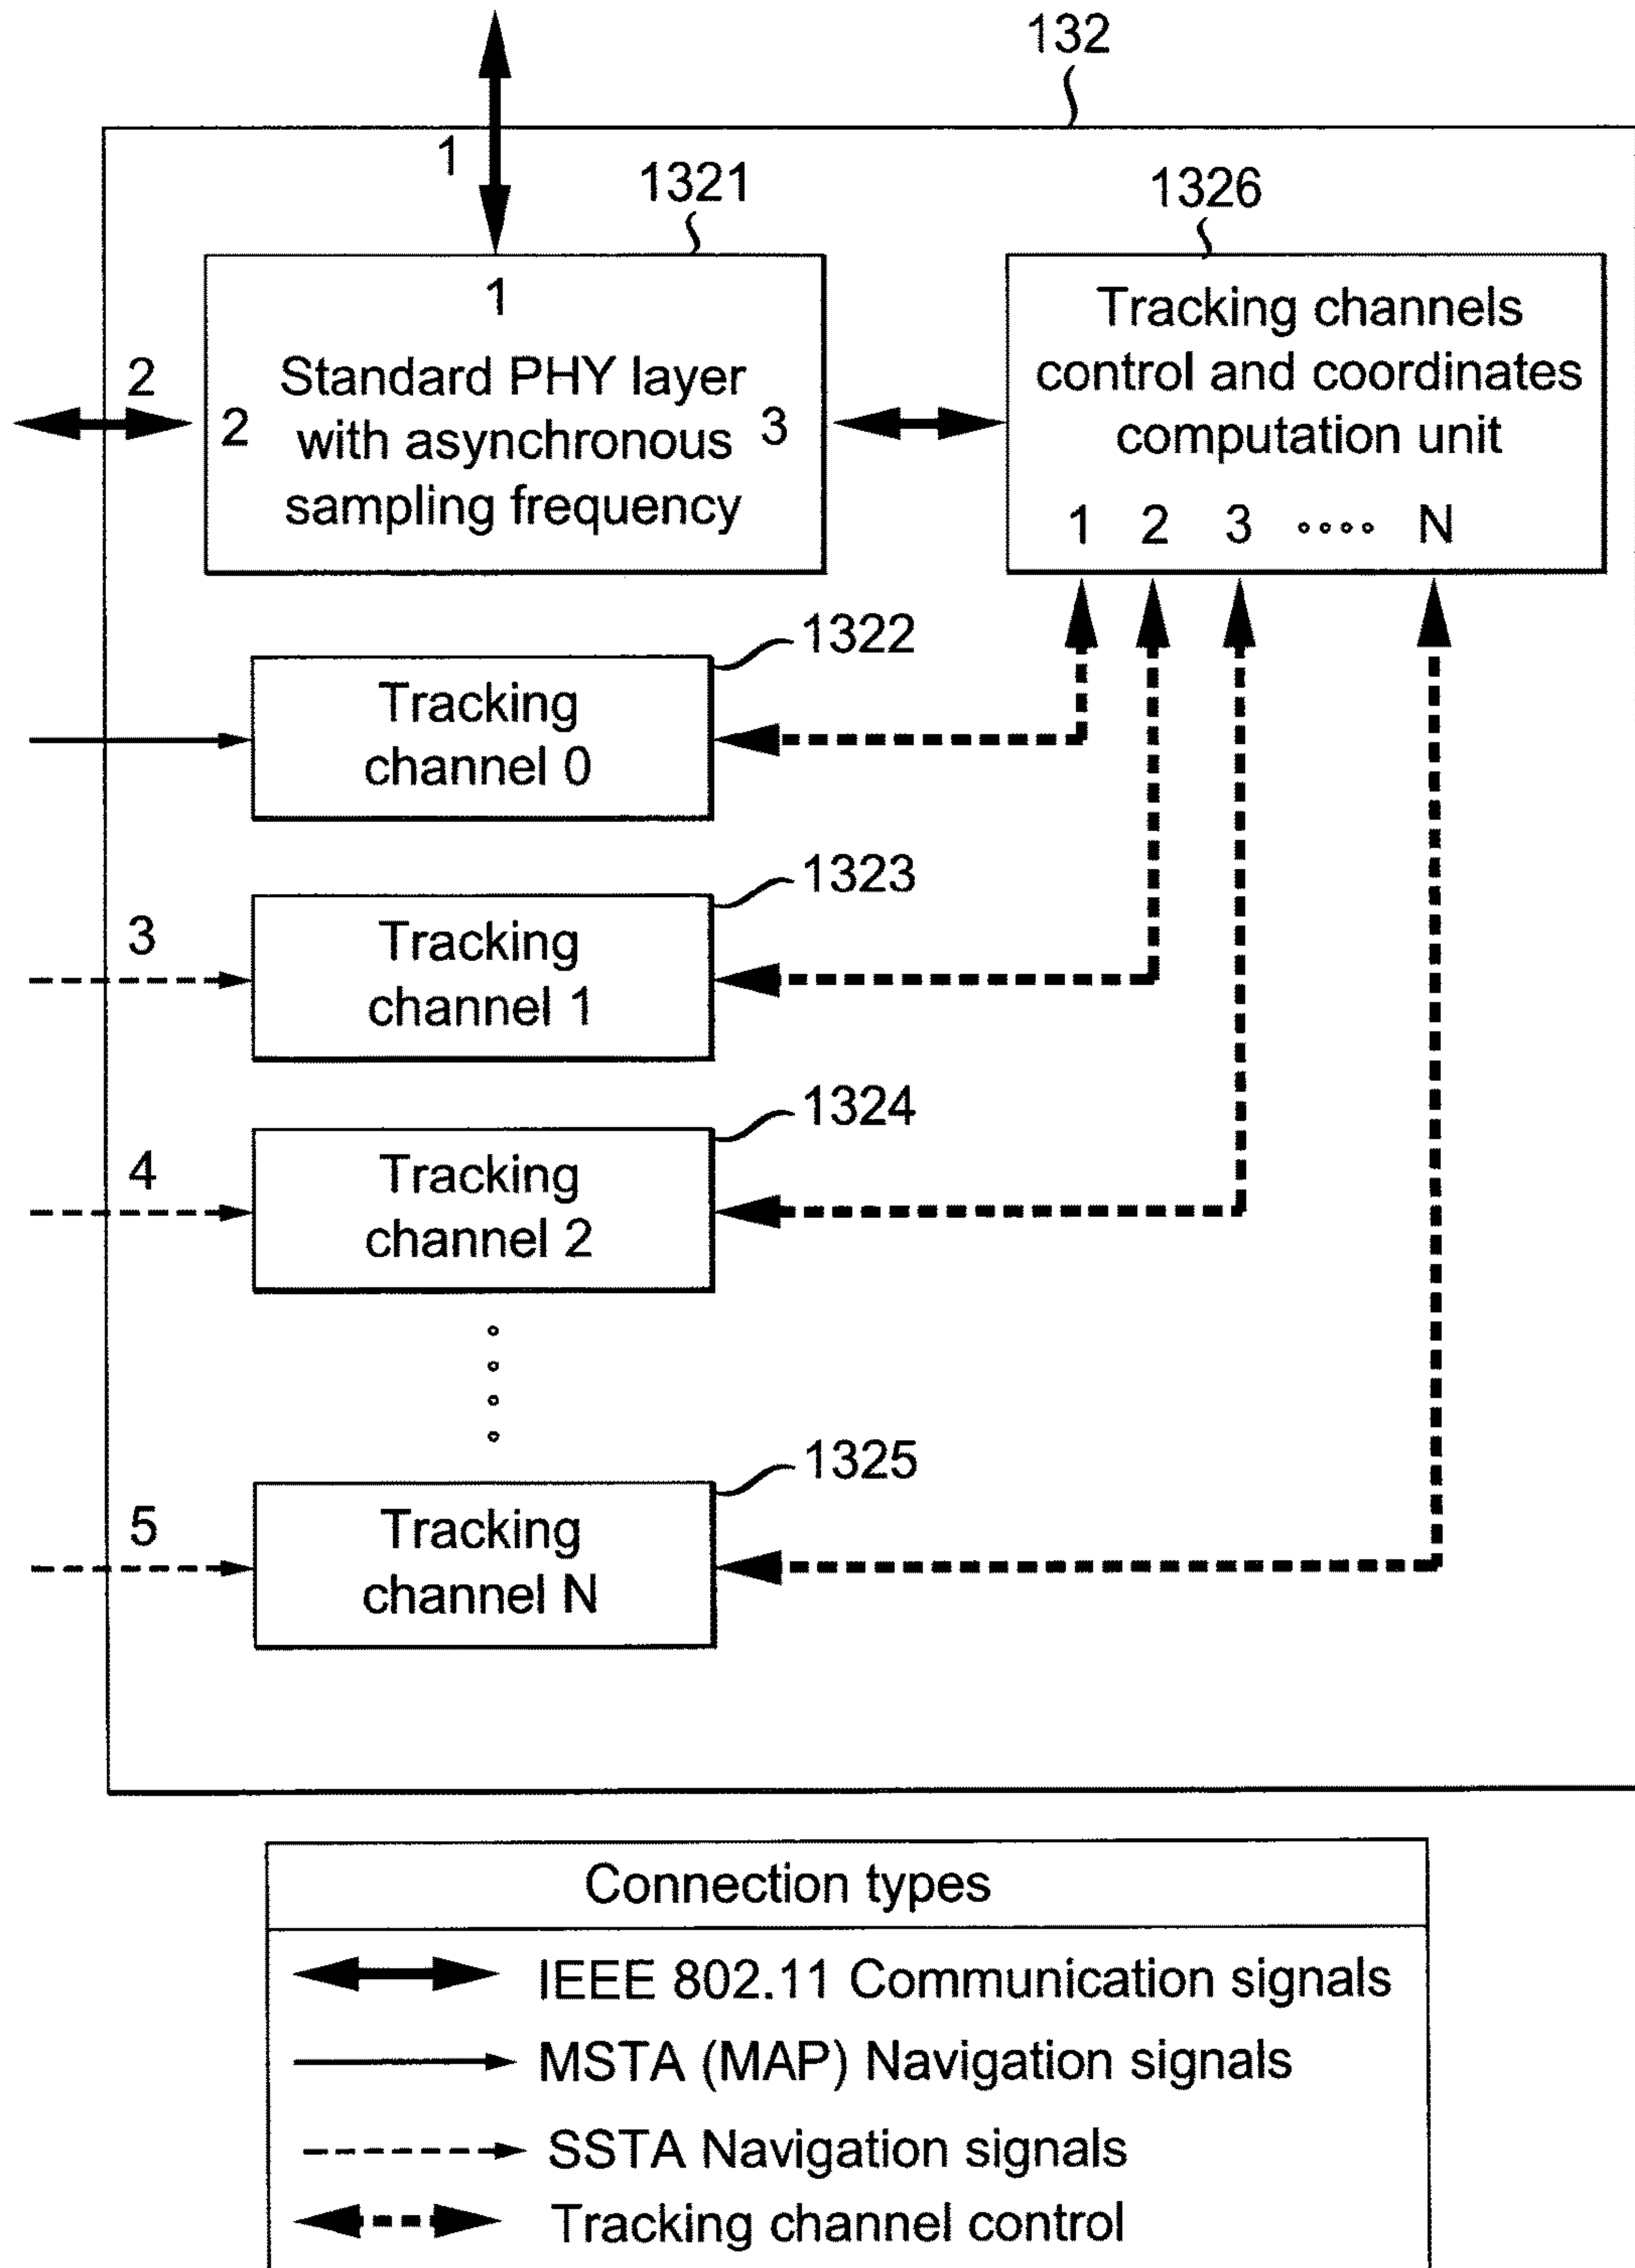 132
1
1321
1326
1
Standard PHY layer
with asynchronous
sampling frequency
2
2
3
Tracking channels
control and coordinates
computation unit
1 2 3 N
1322
Tracking
channel 0
1323
3
Tracking
channel 1
1324
4
Tracking
channel 2
1325
5
Tracking
channel N
Connection types
IEEE 802.11 Communication signals
MSTA (MAP) Navigation signals
SSTA Navigation signals
Tracking channel control